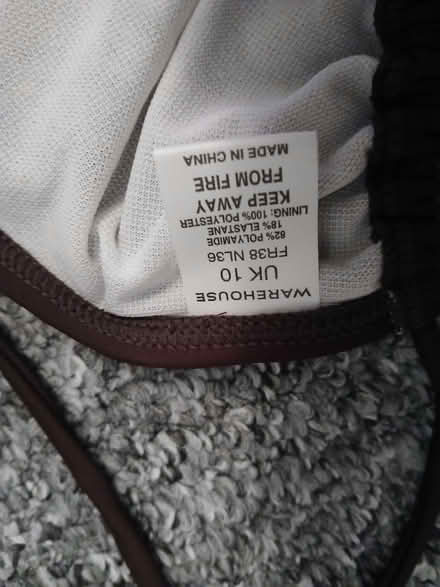 WAREHOUSE
UK 10
FR38 NL36
82% POLYAMIDE
18% ELASTANE
LINING: 100% POLYESTER
KEEP AWAY
FROM FIRE
MADE IN CHINA